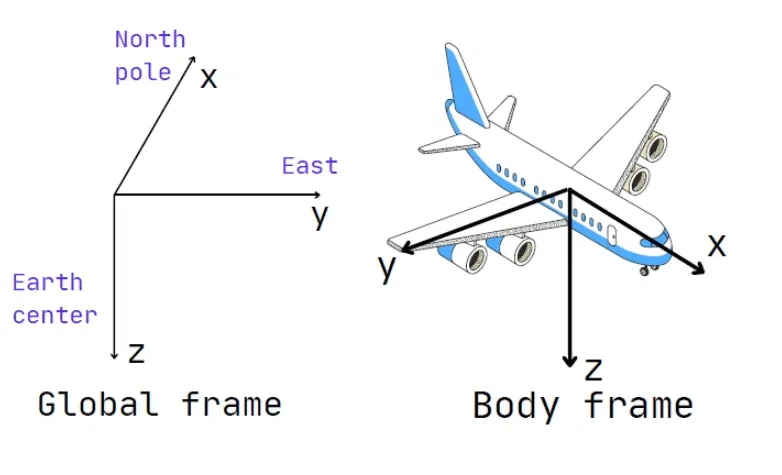 North
pole
x
East
y
Earth
center
z
Global frame
x
y
z
Body frame